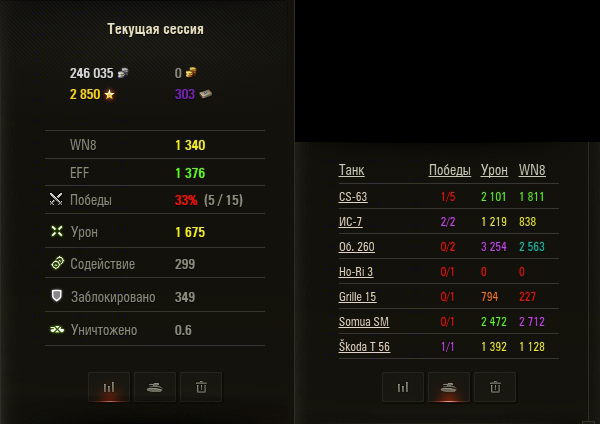 Текущая сессия
246 035 0
2 850 303
WN8 1 340
EFF 1 376
Победы 33% (5 / 15)
Урон 1 675
Содействие 299
Заблокировано 349
Уничтожено 0.6
Танк Победы Урон WN8
CS-63 1/5 2 101 1 811
ИС-7 2/2 1 219 838
Об. 260 0/2 3 254 2 563
Ho-Ri 3 0/1 0 0
Grille 15 0/1 794 227
Somua SM 0/1 2 472 2 712
Škoda T 56 1/1 1 392 1 128